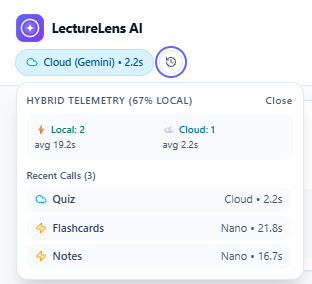 LectureLens AI
Cloud (Gemini) • 2.2s
HYBRID TELEMETRY (67% LOCAL) Close
Local: 2 Cloud: 1
avg 19.2s avg 2.2s
Recent Calls (3)
Quiz Cloud • 2.2s
Flashcards Nano • 21.8s
Notes Nano • 16.7s